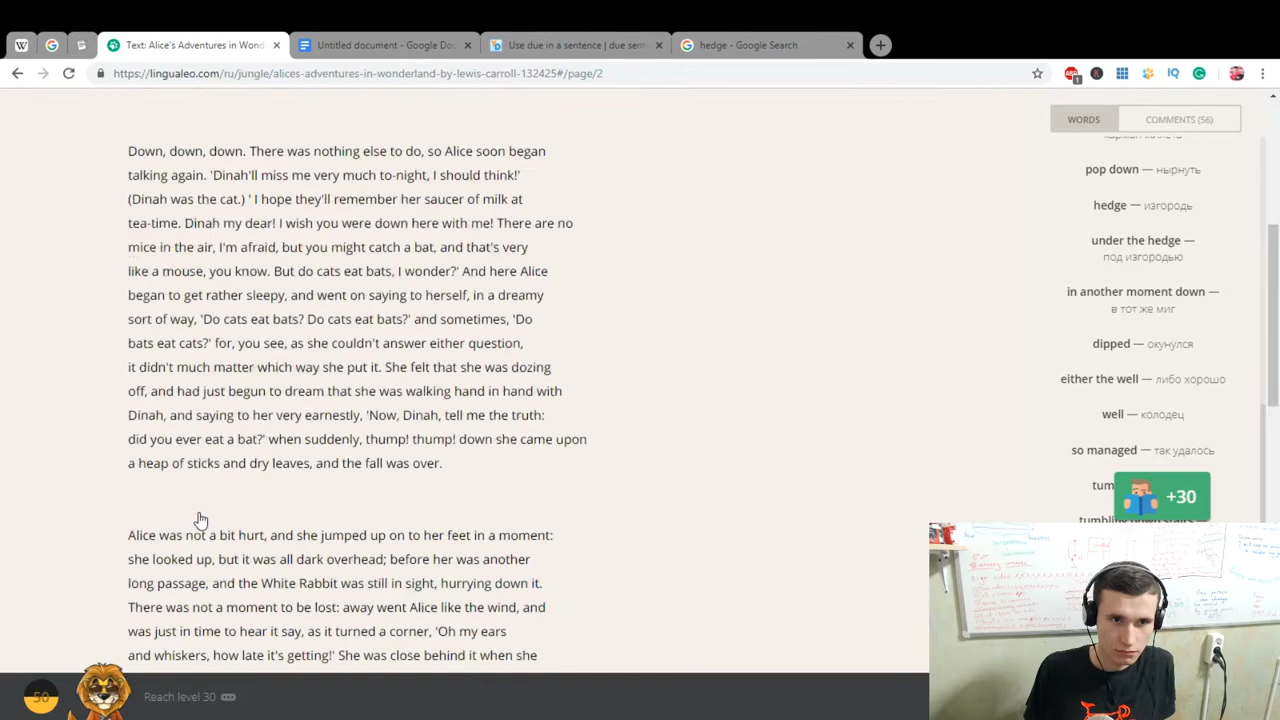 Text: Alice's Adventures in Wond
Untitled document - Google Doc
Use due in a sentence | due sent
hedge - Google Search
https://lingualeo.com/ru/jungle/alices-adventures-in-wonderland-by-lewis-carroll-132425#/page/2
WORDS
COMMENTS (56)
Down, down, down. There was nothing else to do, so Alice soon began
talking again. 'Dinah'll miss me very much to-night, I should think!'
(Dinah was the cat.) ' I hope they'll remember her saucer of milk at
tea-time. Dinah my dear! I wish you were down here with me! There are no
mice in the air, I'm afraid, but you might catch a bat, and that's very
like a mouse, you know. But do cats eat bats, I wonder?' And here Alice
began to get rather sleepy, and went on saying to herself, in a dreamy
sort of way, 'Do cats eat bats? Do cats eat bats?' and sometimes, 'Do
bats eat cats?' for, you see, as she couldn't answer either question,
it didn't much matter which way she put it. She felt that she was dozing
off, and had just begun to dream that she was walking hand in hand with
Dinah, and saying to her very earnestly, 'Now, Dinah, tell me the truth:
did you ever eat a bat?' when suddenly, thump! thump! down she came upon
a heap of sticks and dry leaves, and the fall was over.
Alice was not a bit hurt, and she jumped up on to her feet in a moment:
she looked up, but it was all dark overhead; before her was another
long passage, and the White Rabbit was still in sight, hurrying down it.
There was not a moment to be lost: away went Alice like the wind, and
was just in time to hear it say, as it turned a corner, 'Oh my ears
and whiskers, how late it's getting!' She was close behind it when she
pop down — нырнуть
hedge — изгородь
under the hedge —
под изгородью
in another moment down —
в тот же миг
dipped — окунулся
either the well — либо хорошо
well — колодец
so managed — так удалось
tum
+30
50
Reach level 30